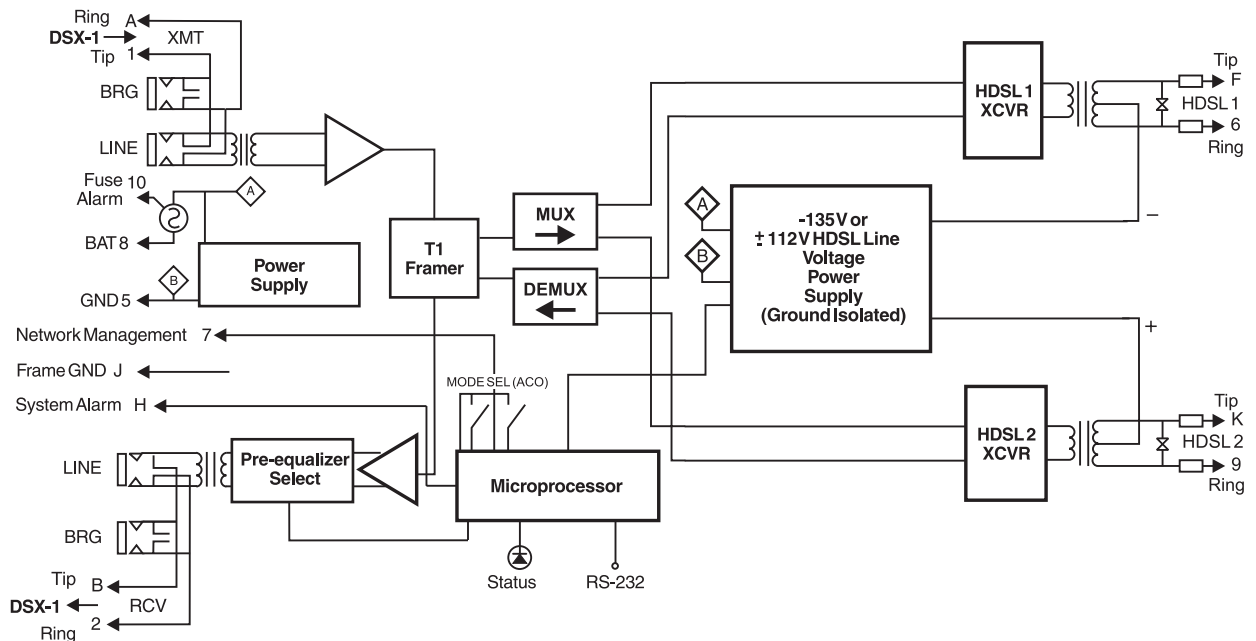 Ring A
DSX-1 XMT
Tip 1
BRG
LINE
Fuse 10
Alarm
A
BAT 8
Power
Supply
B
GND 5
Network Management 7
Frame GND J
System Alarm H
MODE SEL (ACO)
LINE
Pre-equalizer
Select
BRG
Tip B
DSX-1 RCV
Ring 2
T1
Framer
MUX
DEMUX
Microprocessor
Status
RS-232
A
B
-135V or
± 112V HDSL Line
Voltage
Power
Supply
(Ground Isolated)
–
+
HDSL 1
XCVR
Tip
F
HDSL 1
6
Ring
HDSL 2
XCVR
Tip
K
HDSL 2
9
Ring